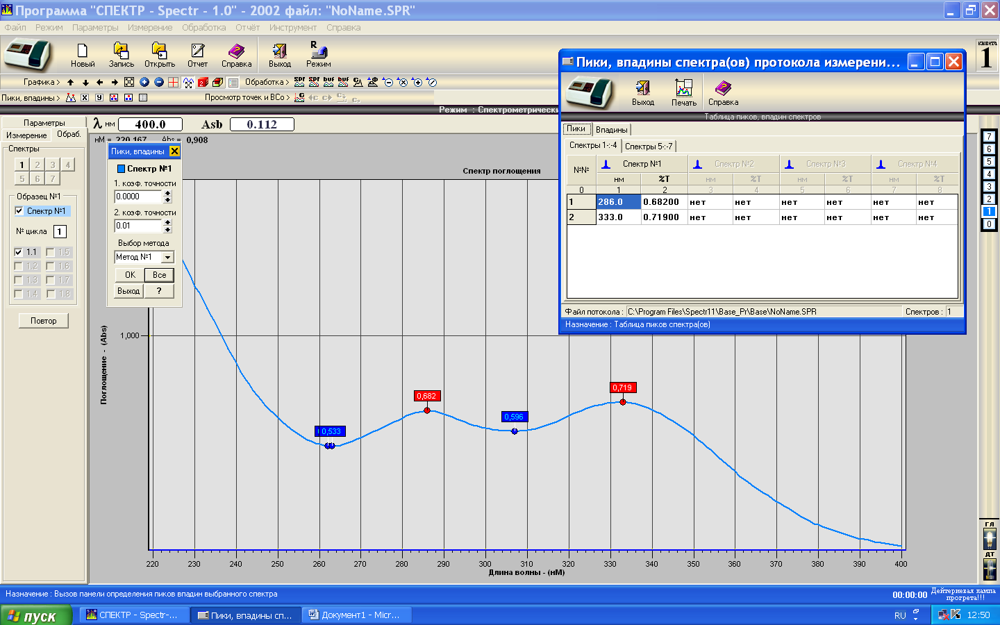 Программа "СПЕКТР - Spectr - 1.0" - 2002 файл: "NoName.SPR"
Файл Режим Параметры Измерение Обработка Отчёт Инструмент Справка
Новый Запись Открыть Отчет Справка Выход Режим
R
кювета
1
Графика > Обработка >
Пики, впадины > Просмотр точек и ВСо >
Режим : Спектрометрически
Параметры
Измерение Обраб.
λ нм 400.0 Asb 0.112
нМ = 220,167 Abs = 0,908
Спектры
1 2 3 4
5 6 7
Образец №1
Спектр №1
№ цикла 1
1.1 1.5
1.2 1.6
1.3 1.7
1.4 1.8
Повтор
Пики, впадины
Спектр №1
1. коэф. точности
0.0000
2. коэф. точности
0.01
Выбор метода
Метод №1
OK Все
Выход ?
Спектр поглощения
Поглощение - (Abs)
1,000
0,533
0,682
0,596
0,719
220 230 240 250 260 270 280 290 300 310 320 330 340 350 360 370 380 390 400
Длина волны - (нМ)
Пики, впадины спектра(ов) протокола измерени...
Выход Печать Справка
Таблица пиков, впадин спектров
Пики Впадины
Спектры 1-:-4 Спектры 5-:-7
№№ Спектр №1 Спектр №2 Спектр №3 Спектр №4
нм %T нм %T нм %T нм %T
0 1 2 3 4 5 6 7 8
1 286.0 0.68200 нет нет нет нет нет нет
2 333.0 0.71900 нет нет нет нет нет нет
Файл потокола : C:\Program Files\Spectr11\Base_Pr\Base\NoName.SPR Спектров : 1
Назначение : Таблица пиков спектра(ов)
7
6
5
4
3
2
1
0
ГЛ
ДТ
Назначение : Вызов панели определения пиков впадин выбранного спектра
00:00:00 Дейтериевая лампа
прогрета!!!
пуск СПЕКТР - Spectr-... Пики, впадины сп... Документ1 - Micr... RU 12:50